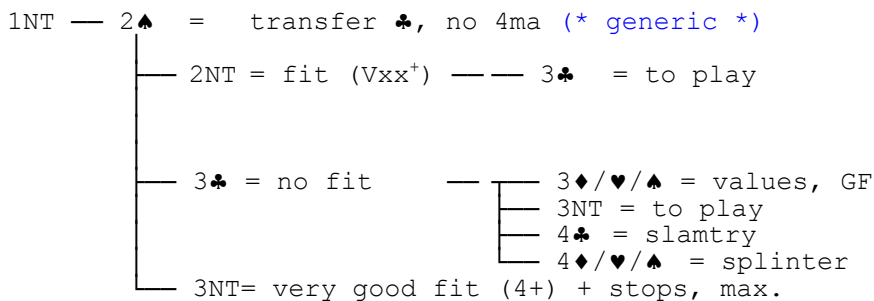 1NT — 2♠ = transfer ♣, no 4ma (* generic *)
2NT = fit (Vxx+) — — 3♣ = to play
3♣ = no fit — 3♦/♥/♠ = values, GF
3NT = to play
4♣ = slamtry
4♦/♥/♠ = splinter
3NT= very good fit (4+) + stops, max.